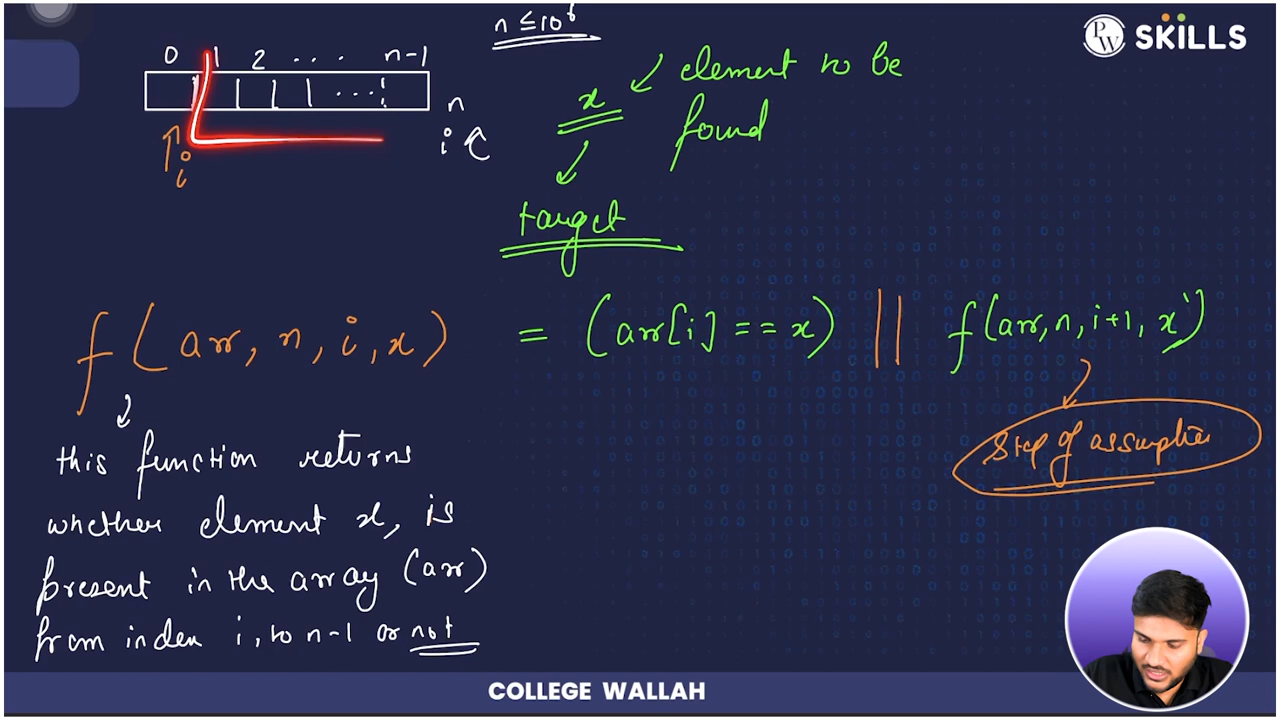 n ≤ 10⁶
PW SKILLS
0 1 2 .... n-1
n
i
i
x
element to be
found
target
f(arr, n, i, x) = (arr[i] == x) || f(arr, n, i+1, x)
Step of assumption
this function returns
whether element x, is
present in the array (arr)
from index i, to n-1 or not
COLLEGE WALLAH